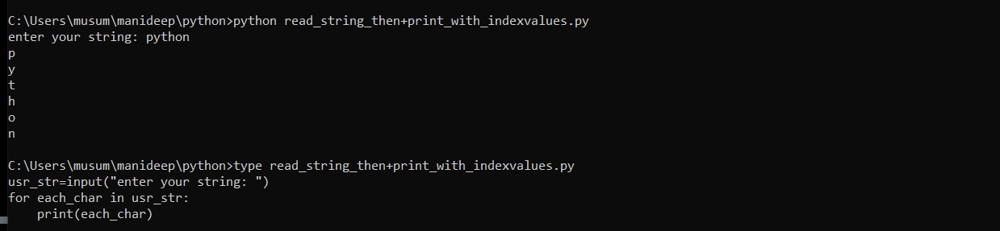 C:\Users\musum\manideep\python>python read_string_then+print_with_indexvalues.py
enter your string: python
p
y
t
h
o
n
C:\Users\musum\manideep\python>type read_string_then+print_with_indexvalues.py
usr_str=input("enter your string: ")
for each_char in usr_str:
    print(each_char)